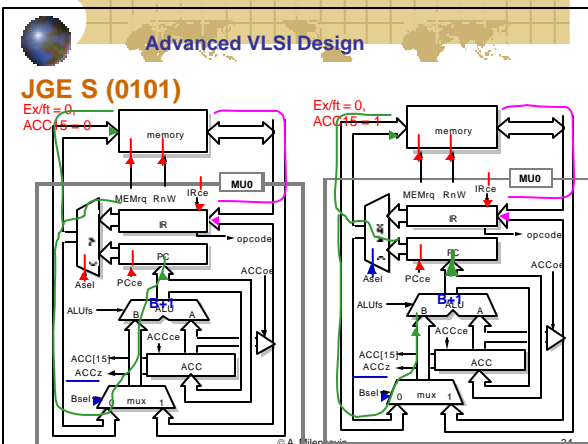 Advanced VLSI Design
JGE S (0101)
Ex/ft = 0,
ACC15 = 0
memory
MU0
MEMrq RnW IRce
IR
opcode
PC
Asel PCce ACCoe
ALUfs
B+1
ALU
B A
ACCce
ACC[15]
ACCz
ACC
Bsel
0 mux 1
Ex/ft = 0,
ACC15 = 1
memory
MU0
MEMrq RnW IRce
IR
opcode
PC
Asel PCce ACCoe
ALUfs
B+1
ALU
B A
ACCce
ACC[15]
ACCz
ACC
Bsel
0 mux 1